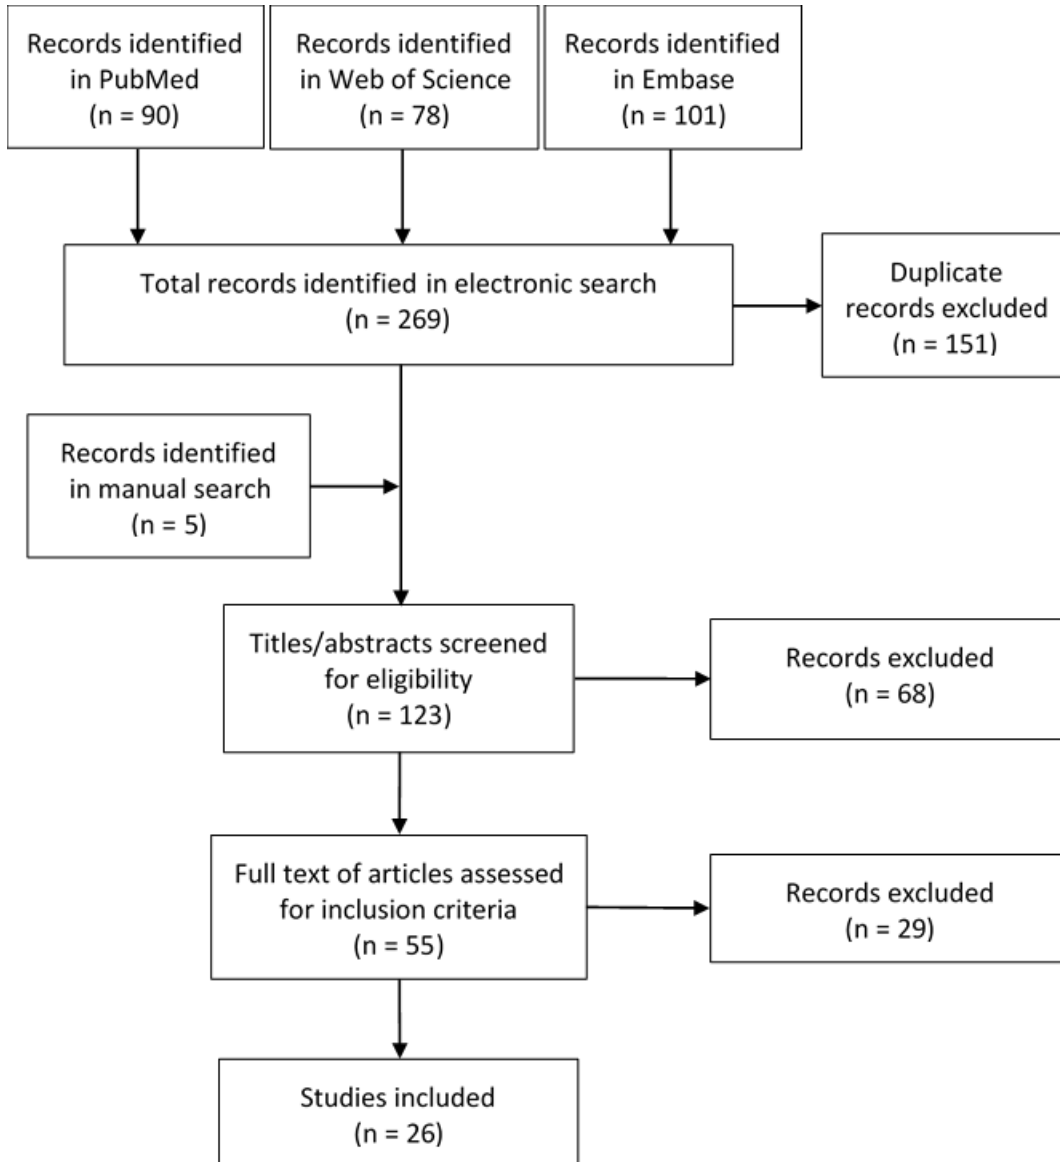 Records identified
in PubMed
(n = 90)
Records identified
in Web of Science
(n = 78)
Records identified
in Embase
(n = 101)
Total records identified in electronic search
(n = 269)
Duplicate
records excluded
(n = 151)
Records identified
in manual search
(n = 5)
Titles/abstracts screened
for eligibility
(n = 123)
Records excluded
(n = 68)
Full text of articles assessed
for inclusion criteria
(n = 55)
Records excluded
(n = 29)
Studies included
(n = 26)